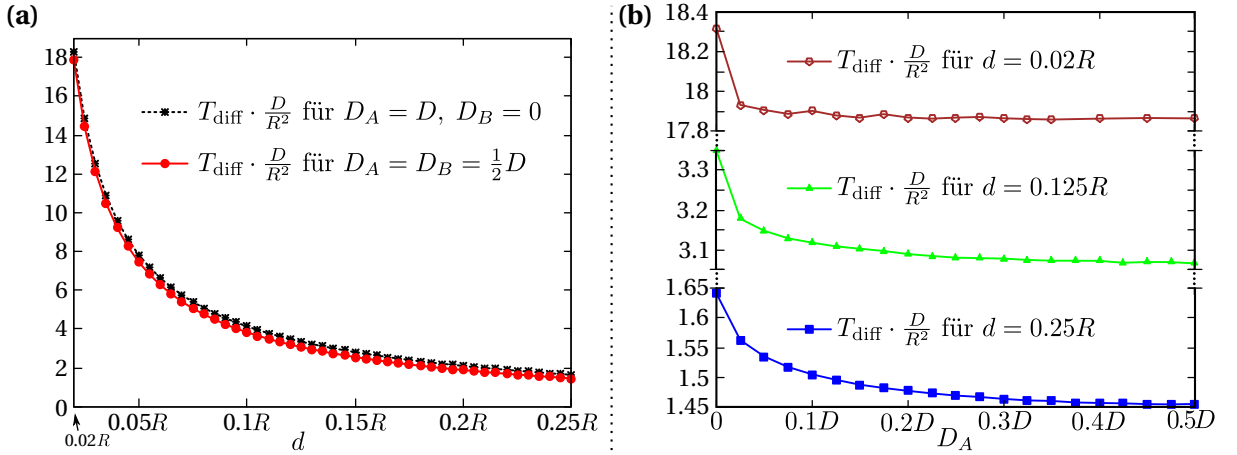 (a)
18
16
14
12
10
8
6
4
2
0
T_diff · D/R² für D_A = D, D_B = 0
T_diff · D/R² für D_A = D_B = ½D
0.02R
0.05R 0.1R 0.15R 0.2R 0.25R
d
(b)
18.4
18.2
18
17.8
T_diff · D/R² für d = 0.02R
3.3
3.2
3.1
T_diff · D/R² für d = 0.125R
1.65
1.6
1.55
1.5
1.45
T_diff · D/R² für d = 0.25R
0 0.1D 0.2D 0.3D 0.4D 0.5D
D_A